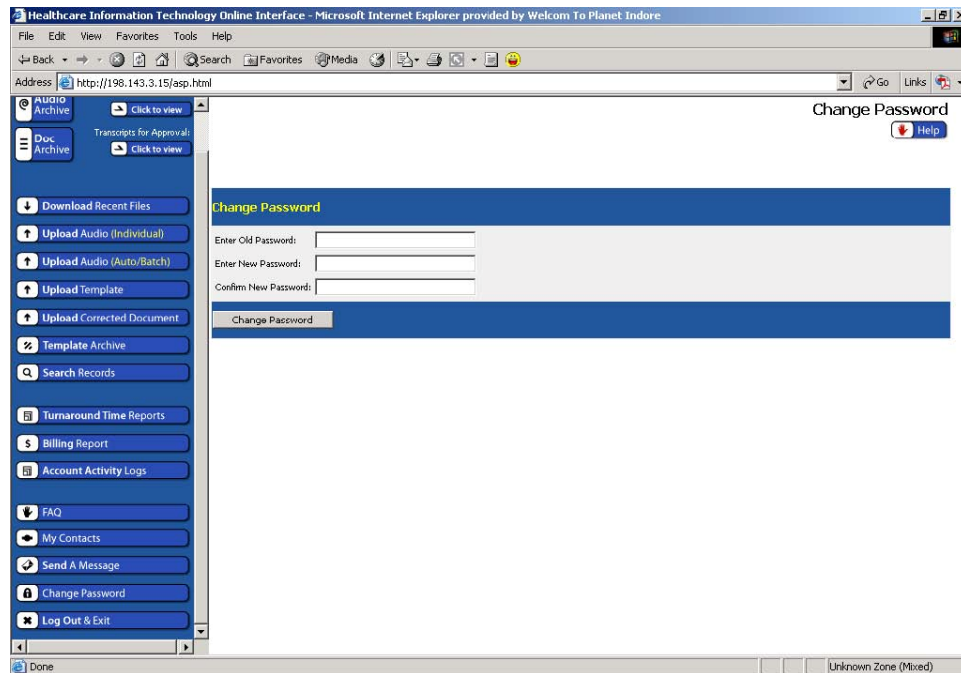 Healthcare Information Technology Online Interface - Microsoft Internet Explorer provided by Welcom To Planet Indore
File Edit View Favorites Tools Help
Back Search Favorites Media
Address http://198.143.3.15/asp.html Go Links
Audio
Archive
Click to view
Transcripts for Approval:
Doc
Archive
Click to view
Download Recent Files
Upload Audio (Individual)
Upload Audio (Auto/Batch)
Upload Template
Upload Corrected Document
Template Archive
Search Records
Turnaround Time Reports
Billing Report
Account Activity Logs
FAQ
My Contacts
Send A Message
Change Password
Log Out & Exit
Change Password
Help
Change Password
Enter Old Password:
Enter New Password:
Confirm New Password:
Change Password
Done
Unknown Zone (Mixed)